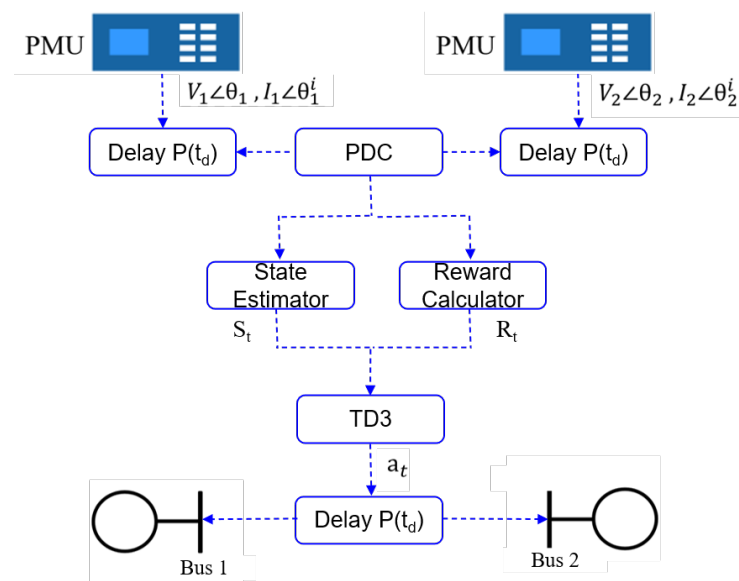 PMU
PMU
V₁∠θ₁ , I₁∠θ₁ⁱ
V₂∠θ₂ , I₂∠θ₂ⁱ
Delay P(t_d)
PDC
Delay P(t_d)
State
Estimator
Reward
Calculator
S_t
R_t
TD3
a_t
Delay P(t_d)
Bus 1
Bus 2